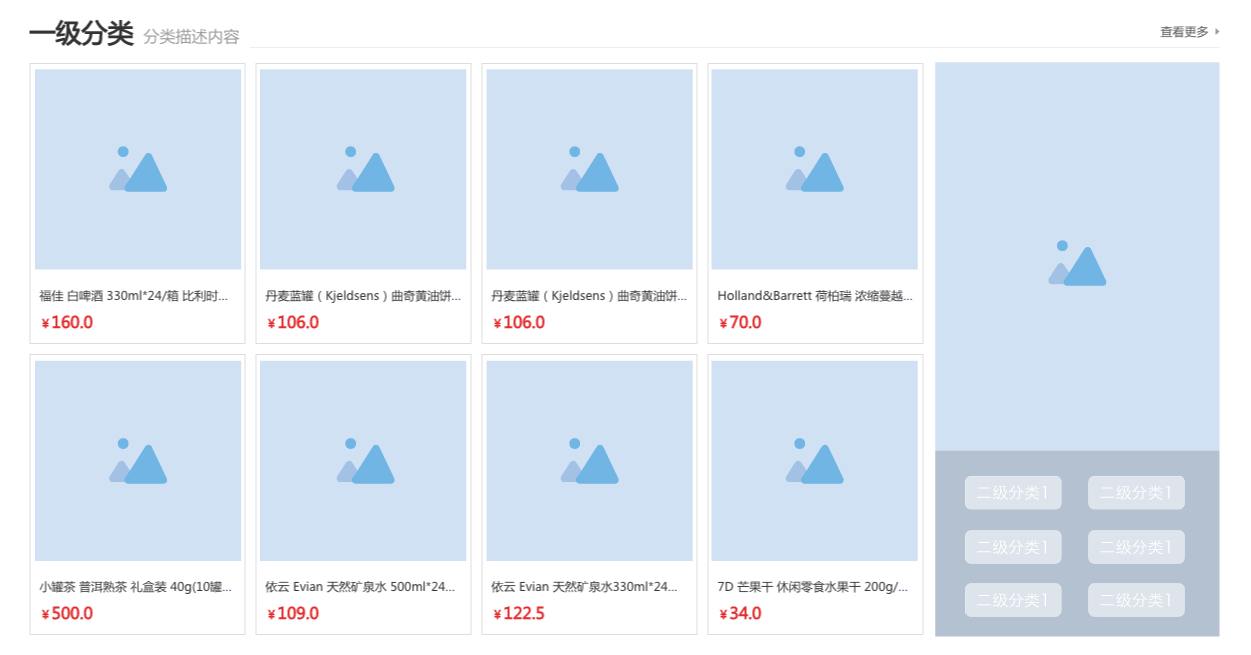 一级分类 分类描述内容
查看更多
福佳 白啤酒 330ml*24/箱 比利时...
¥160.0
丹麦蓝罐（Kjeldsens）曲奇黄油饼...
¥106.0
丹麦蓝罐（Kjeldsens）曲奇黄油饼...
¥106.0
Holland&Barrett 荷柏瑞 浓缩蔓越...
¥70.0
小罐茶 普洱熟茶 礼盒装 40g(10罐...
¥500.0
依云 Evian 天然矿泉水 500ml*24...
¥109.0
依云 Evian 天然矿泉水330ml*24...
¥122.5
7D 芒果干 休闲零食水果干 200g/...
¥34.0
二级分类1
二级分类1
二级分类1
二级分类1
二级分类1
二级分类1